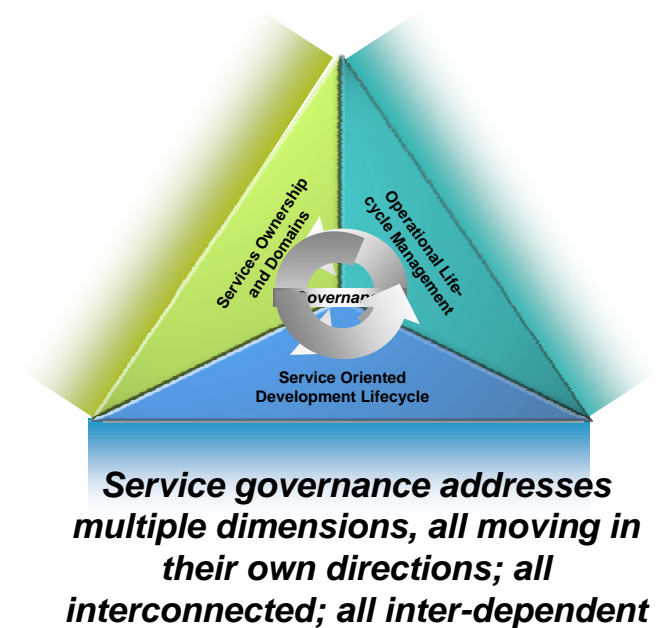 Services Ownership
and Domains
Operational Life-
cycle Management
Governance
Service Oriented
Development Lifecycle
Service governance addresses
multiple dimensions, all moving in
their own directions; all
interconnected; all inter-dependent